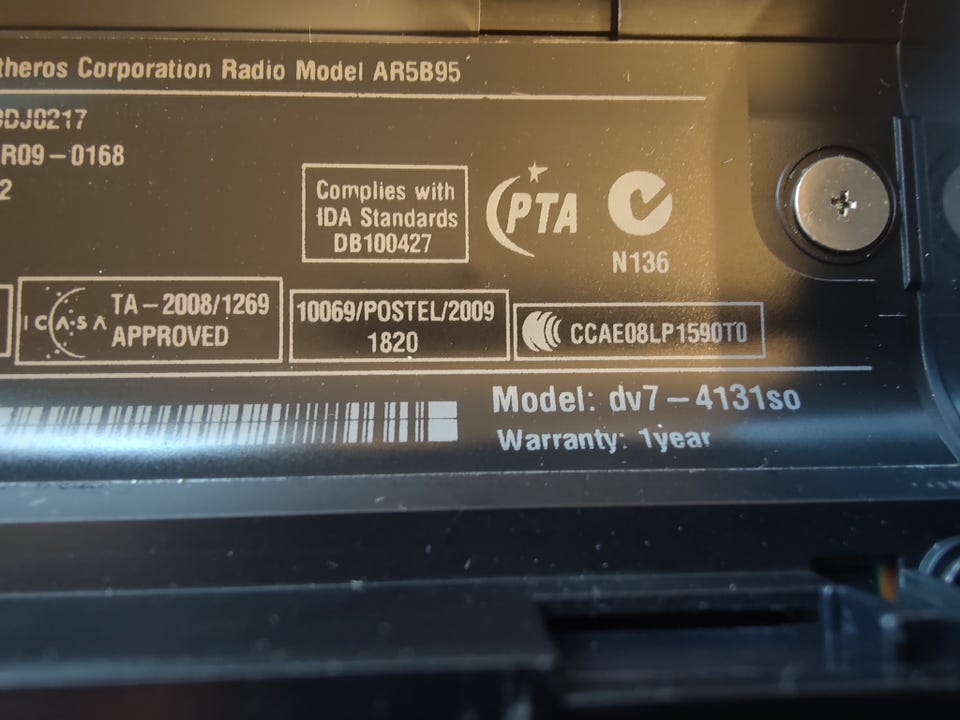 theros Corporation Radio Model AR5B95
DJ0217
R09-0168
2
Complies with
IDA Standards
DB100427
PTA
N136
ICASA
TA-2008/1269
APPROVED
10069/POSTEL/2009
1820
CCAE08LP1590T0
Model: dv7-4131so
Warranty: 1year